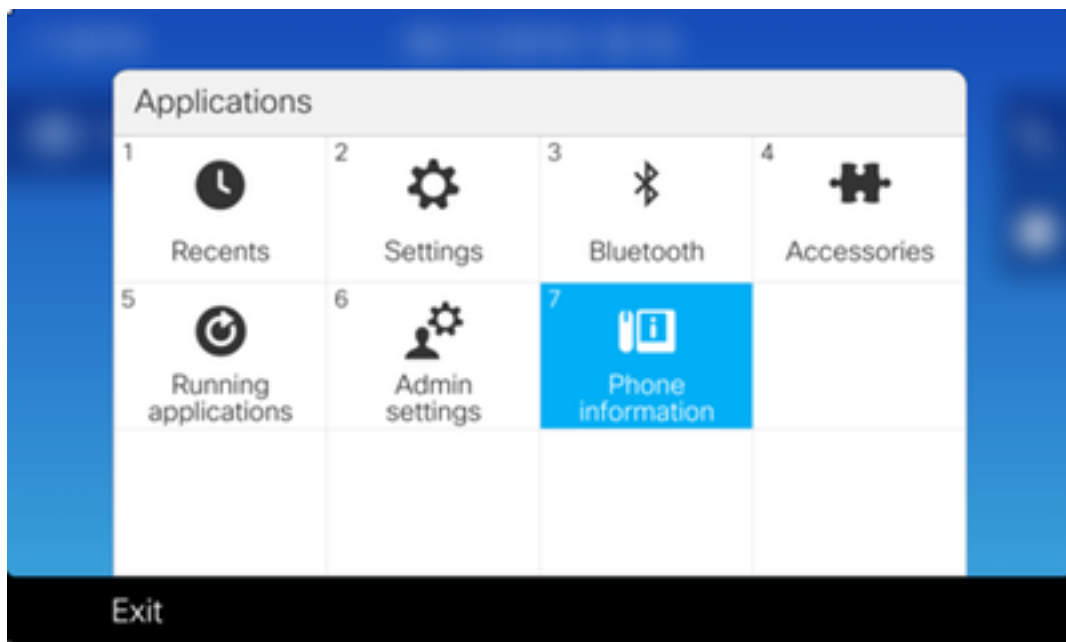 Applications
1
Recents
2
Settings
3
Bluetooth
4
Accessories
5
Running
applications
6
Admin
settings
7
Phone
information
Exit